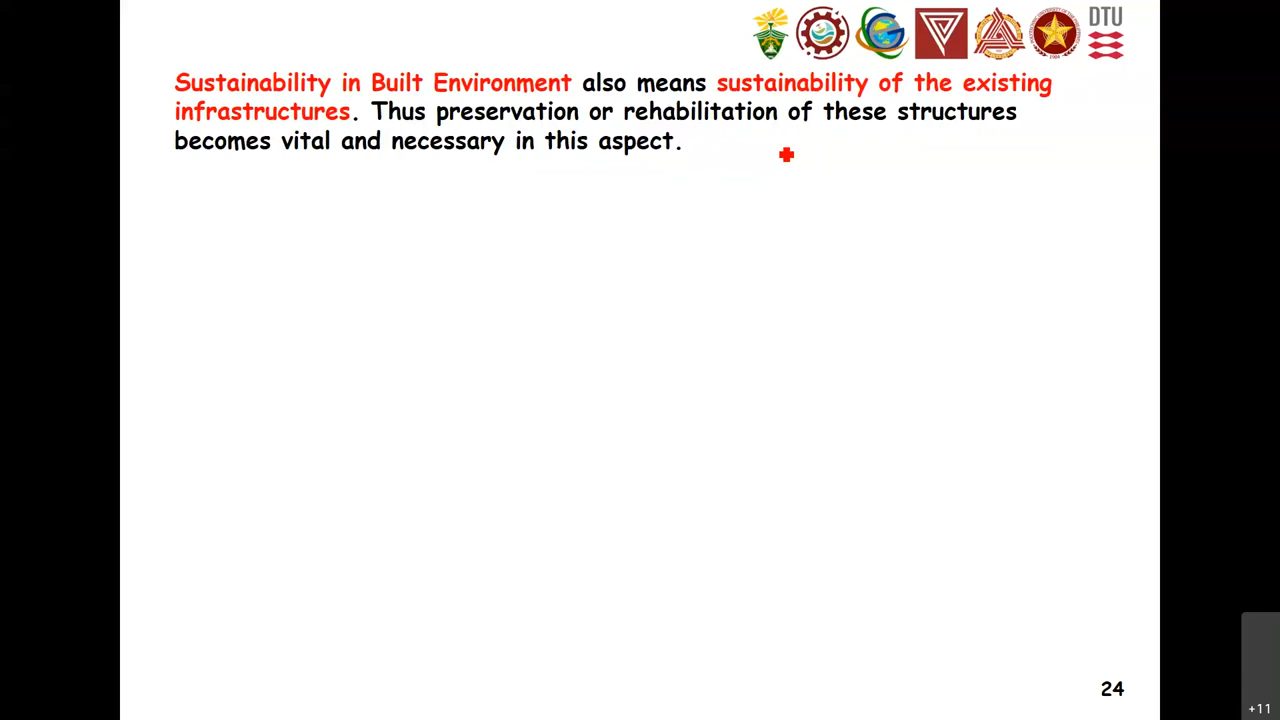 DTU
Sustainability in Built Environment also means sustainability of the existing
infrastructures. Thus preservation or rehabilitation of these structures
becomes vital and necessary in this aspect.
24
+11